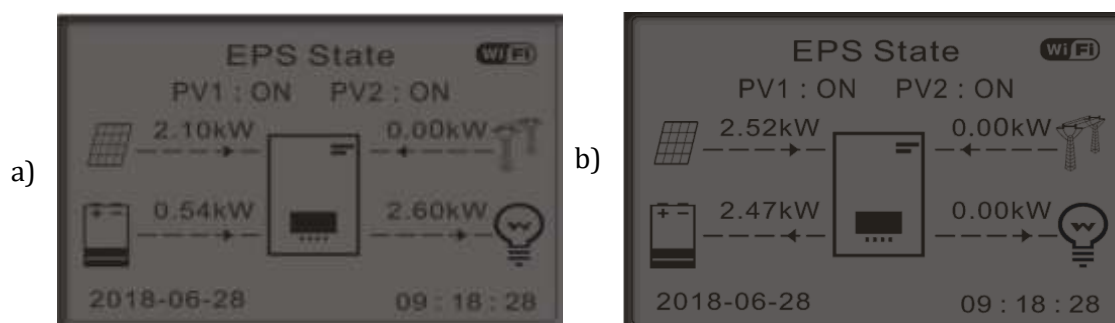 a)
EPS State WiFi
PV1 : ON PV2 : ON
2.10kW 0.00kW
0.54kW 2.60kW
2018-06-28 09 : 18 : 28
b)
EPS State WiFi
PV1 : ON PV2 : ON
2.52kW 0.00kW
2.47kW 0.00kW
2018-06-28 09 : 18 : 28